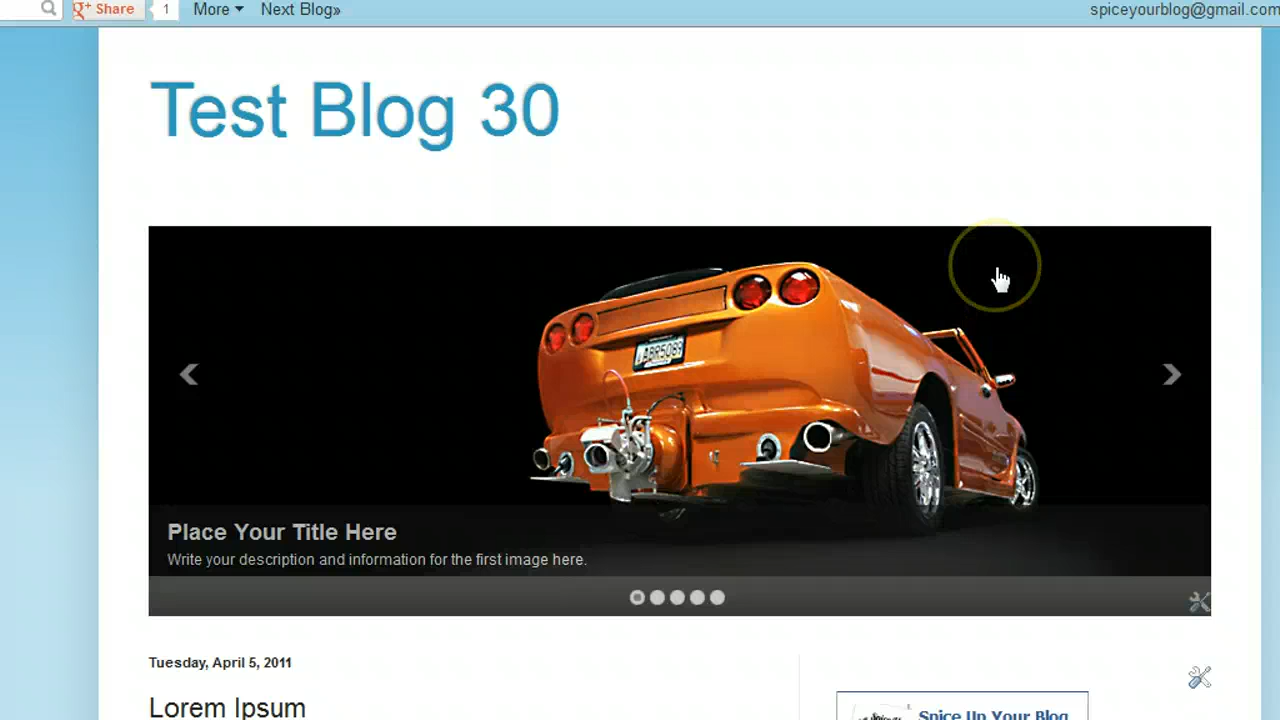 Share 1 More Next Blog» spiceyourblog@gmail.com
Test Blog 30
Place Your Title Here
Write your description and information for the first image here.
Tuesday, April 5, 2011
Lorem Ipsum
Spice Up Your Blog